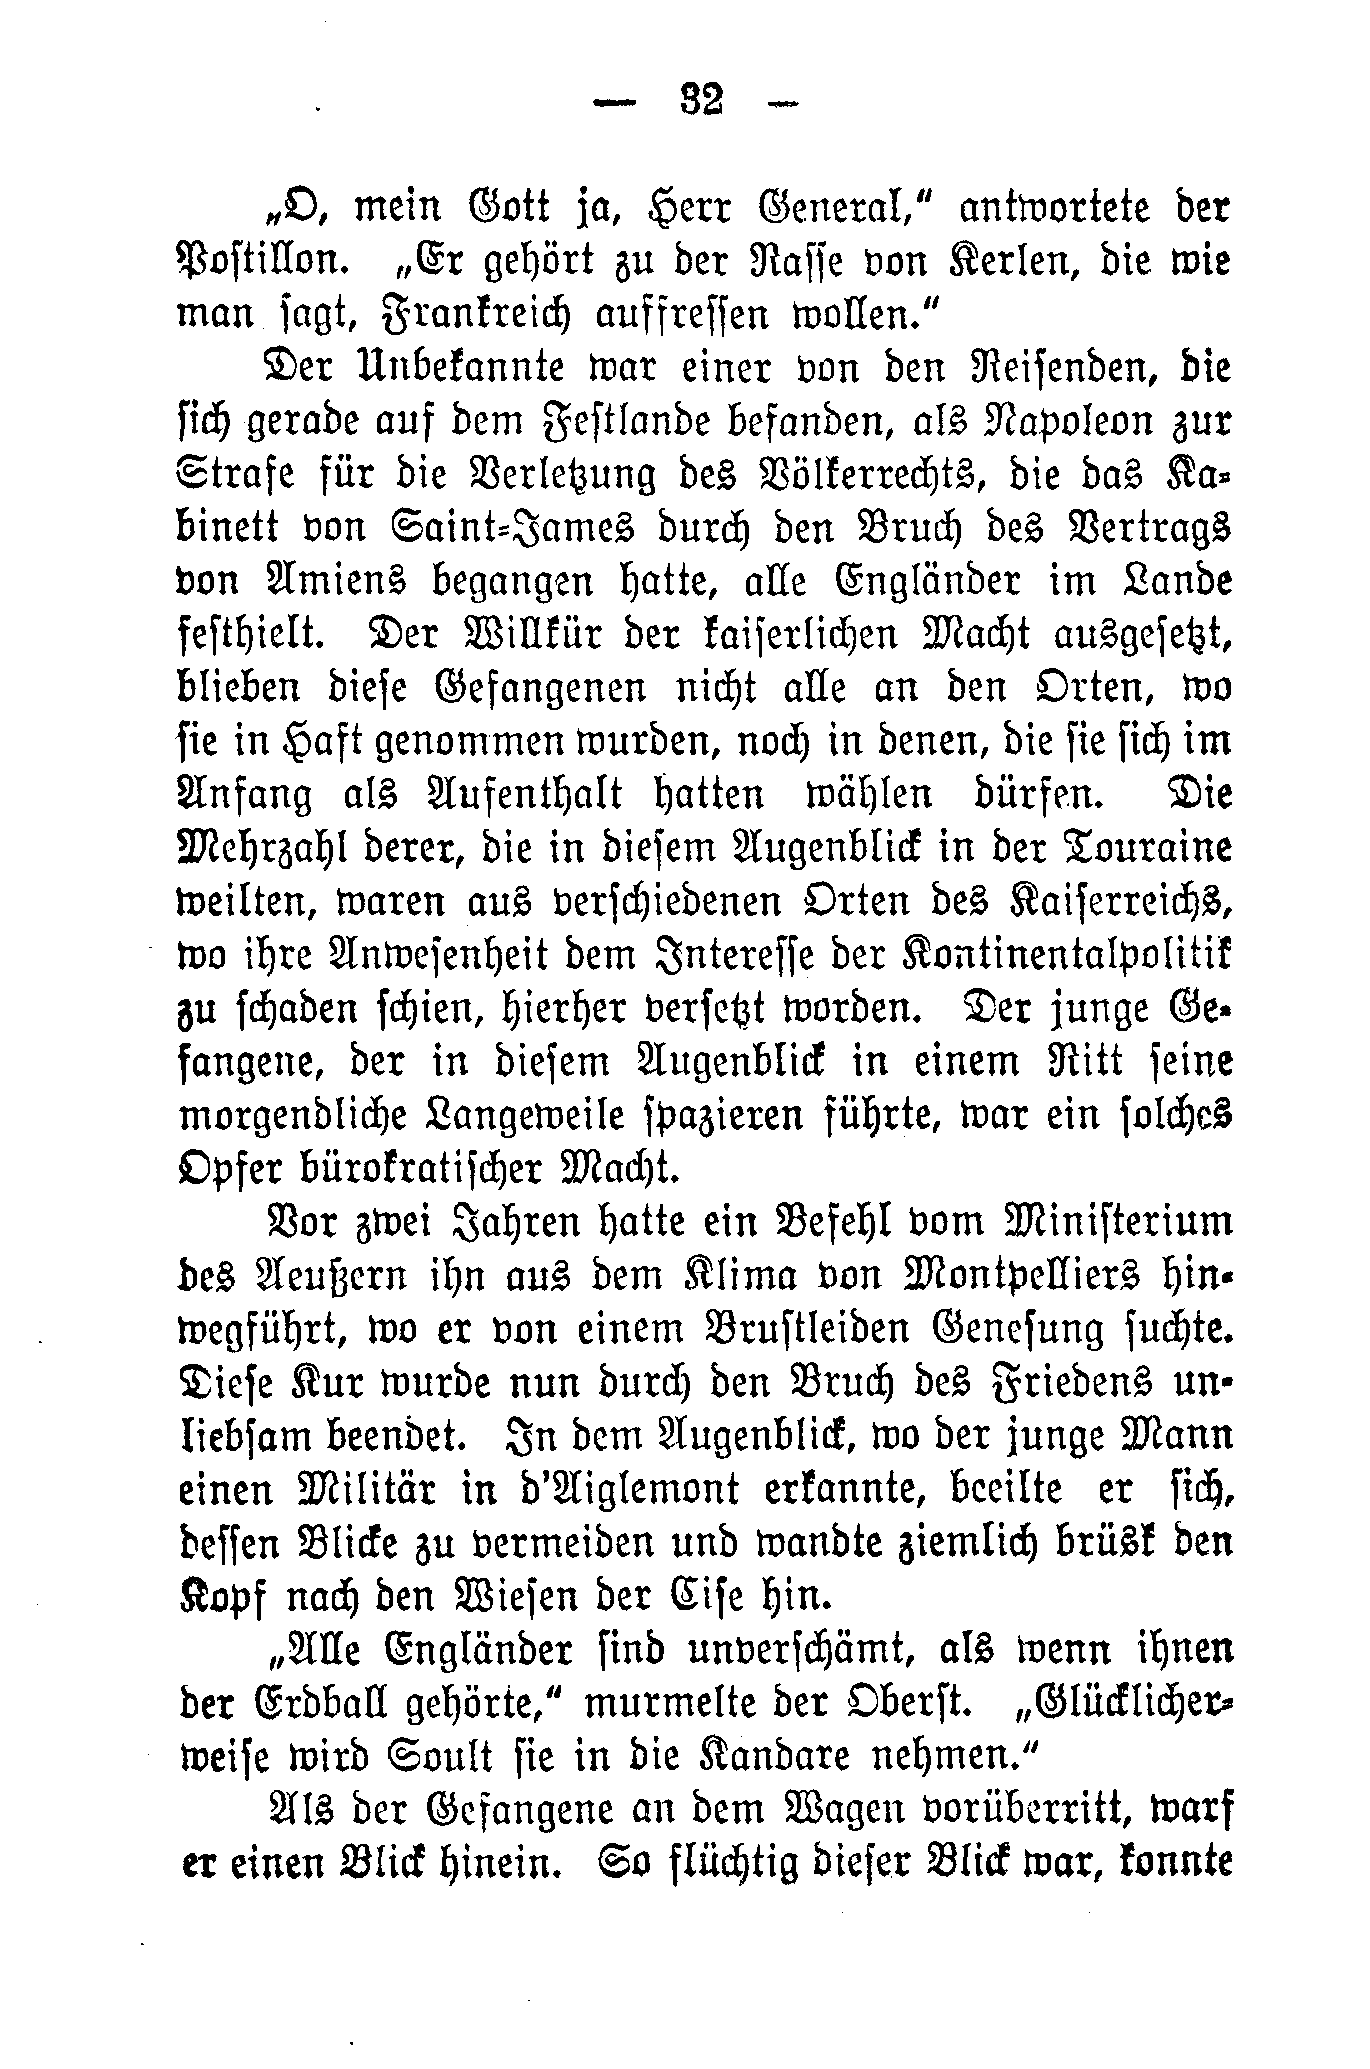 — 32 –
„O, mein Gott ja, Herr General,“ antwortete der
Postillon. „Er gehört zu der Rasse von Kerlen, die wie
man sagt, Frankreich auffressen wollen.“
Der Unbekannte war einer von den Reisenden, die
sich gerade auf dem Festlande befanden, als Napoleon zur
Strafe für die Verletzung des Völkerrechts, die das Ka-
binett von Saint-James durch den Bruch des Vertrags
von Amiens begangen hatte, alle Engländer im Lande
festhielt. Der Willkür der kaiserlichen Macht ausgesetzt,
blieben diese Gefangenen nicht alle an den Orten, wo
sie in Haft genommen wurden, noch in denen, die sie sich im
Anfang als Aufenthalt hatten wählen dürfen. Die
Mehrzahl derer, die in diesem Augenblick in der Touraine
weilten, waren aus verschiedenen Orten des Kaiserreichs,
wo ihre Anwesenheit dem Interesse der Kontinentalpolitik
zu schaden schien, hierher versetzt worden. Der junge Ge-
fangene, der in diesem Augenblick in einem Ritt seine
morgendliche Langeweile spazieren führte, war ein solches
Opfer bürokratischer Macht.
Vor zwei Jahren hatte ein Befehl vom Ministerium
des Aeußern ihn aus dem Klima von Montpelliers hin-
wegführt, wo er von einem Brustleiden Genesung suchte.
Diese Kur wurde nun durch den Bruch des Friedens un-
liebsam beendet. In dem Augenblick, wo der junge Mann
einen Militär in d'Aiglemont erkannte, beeilte er sich,
dessen Blicke zu vermeiden und wandte ziemlich brüsk den
Kopf nach den Wiesen der Cise hin.
„Alle Engländer sind unverschämt, als wenn ihnen
der Erdball gehörte,“ murmelte der Oberst. „Glücklicher-
weise wird Soult sie in die Kandare nehmen.“
Als der Gefangene an dem Wagen vorüberritt, warf
er einen Blick hinein. So flüchtig dieser Blick war, konnte